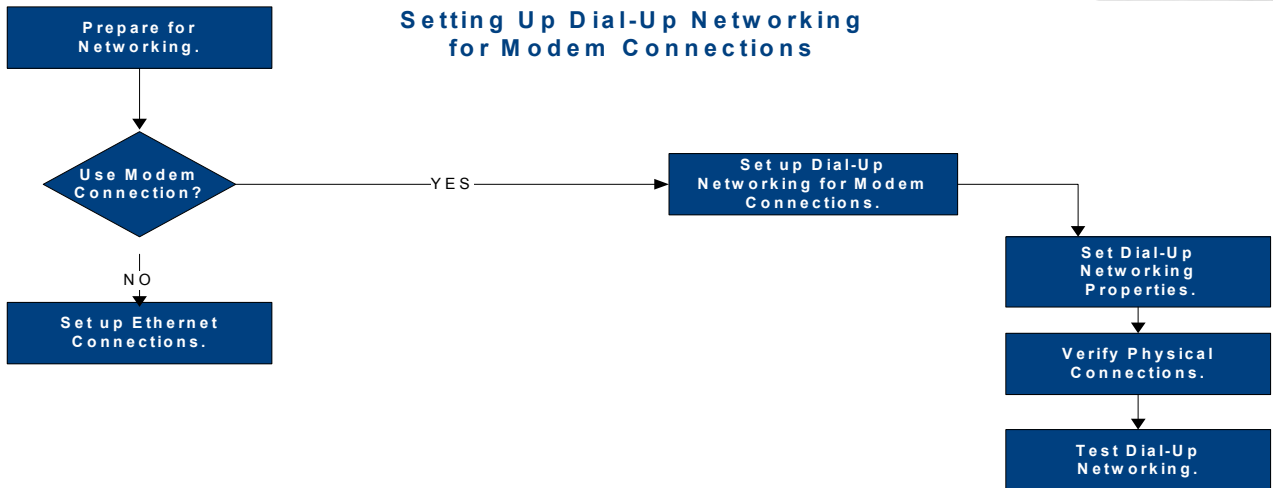 Setting Up Dial-Up Networking
for Modem Connections
Prepare for
Networking.
Use Modem
Connection?
YES
Set up Dial-Up
Networking for Modem
Connections.
NO
Set up Ethernet
Connections.
Set Dial-Up
Networking
Properties.
Verify Physical
Connections.
Test Dial-Up
Networking.